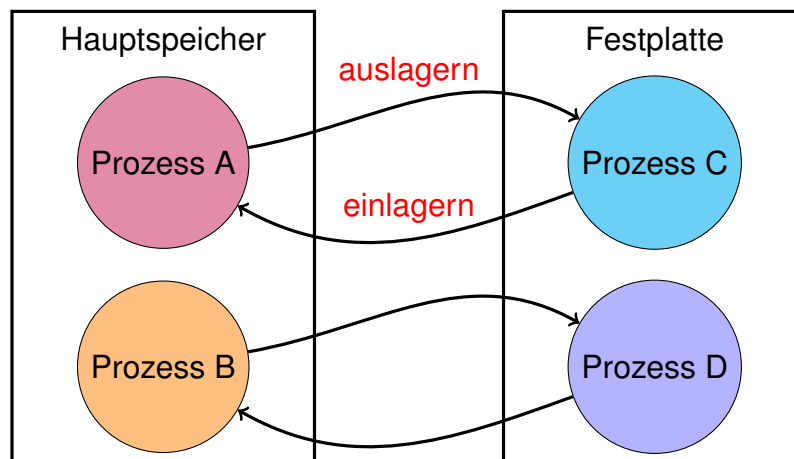 Hauptspeicher
Festplatte
auslagern
Prozess A
Prozess C
einlagern
Prozess B
Prozess D